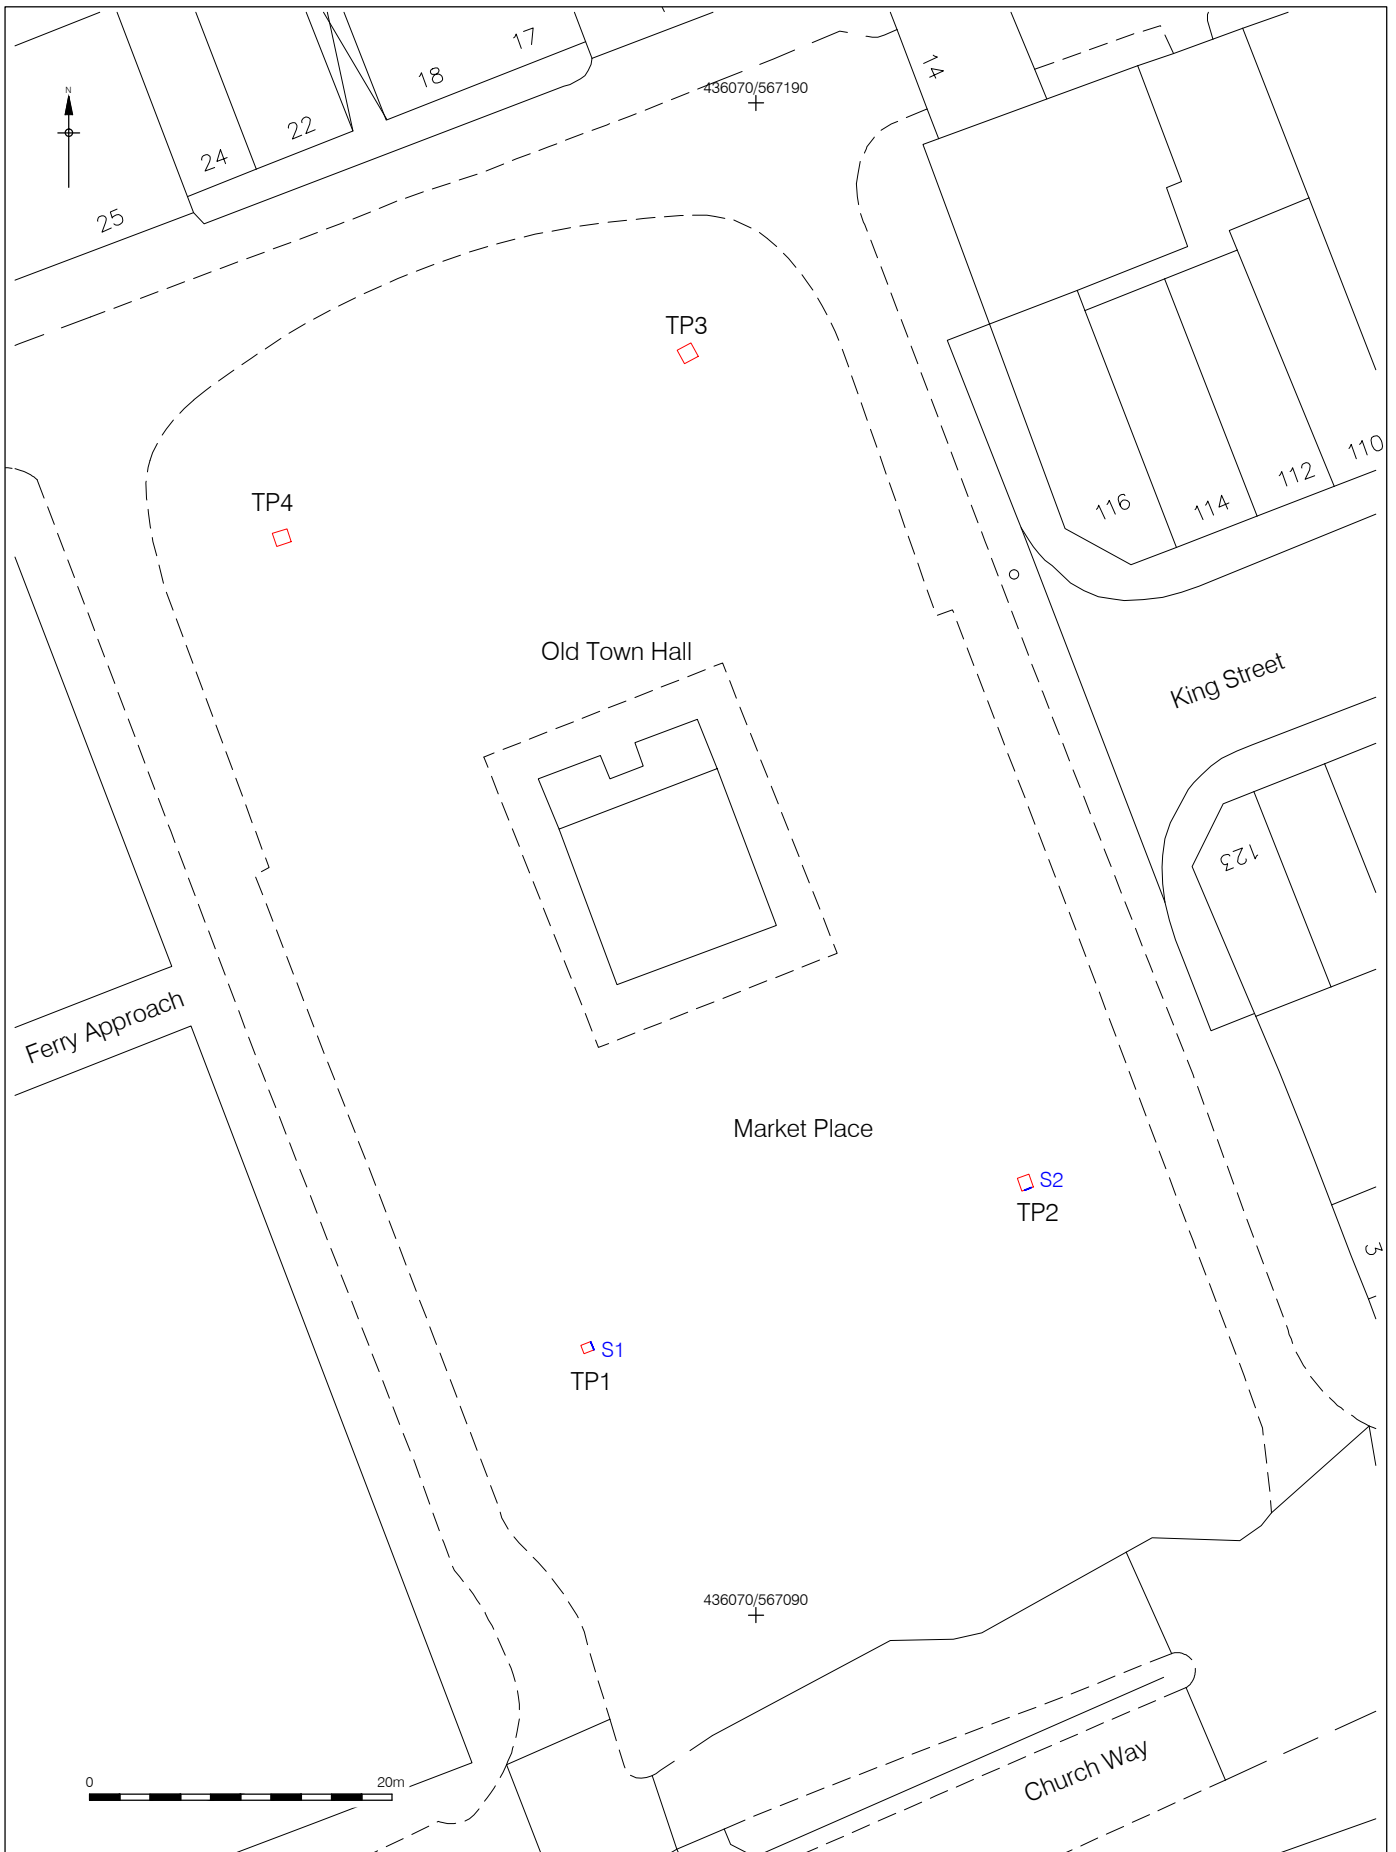 17
18
14
436070/567190
N
22
24
25
TP3
110
112
TP4
116
114
Old Town Hall
King Street
123
Ferry Approach
Market Place
S2
TP2
3
S1
TP1
436070/567090
Church Way
0 20m